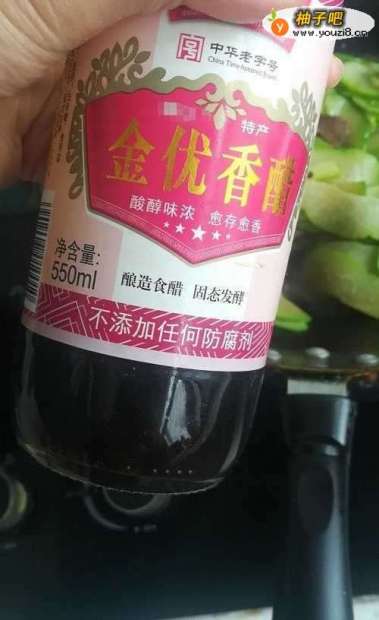 柚子吧
www.youzi8.cn
中华老字号
China Time-honored Brand
特产
金优香醋
酸醇味浓 愈存愈香
净含量:
550ml
酿造食醋 固态发酵
不添加任何防腐剂